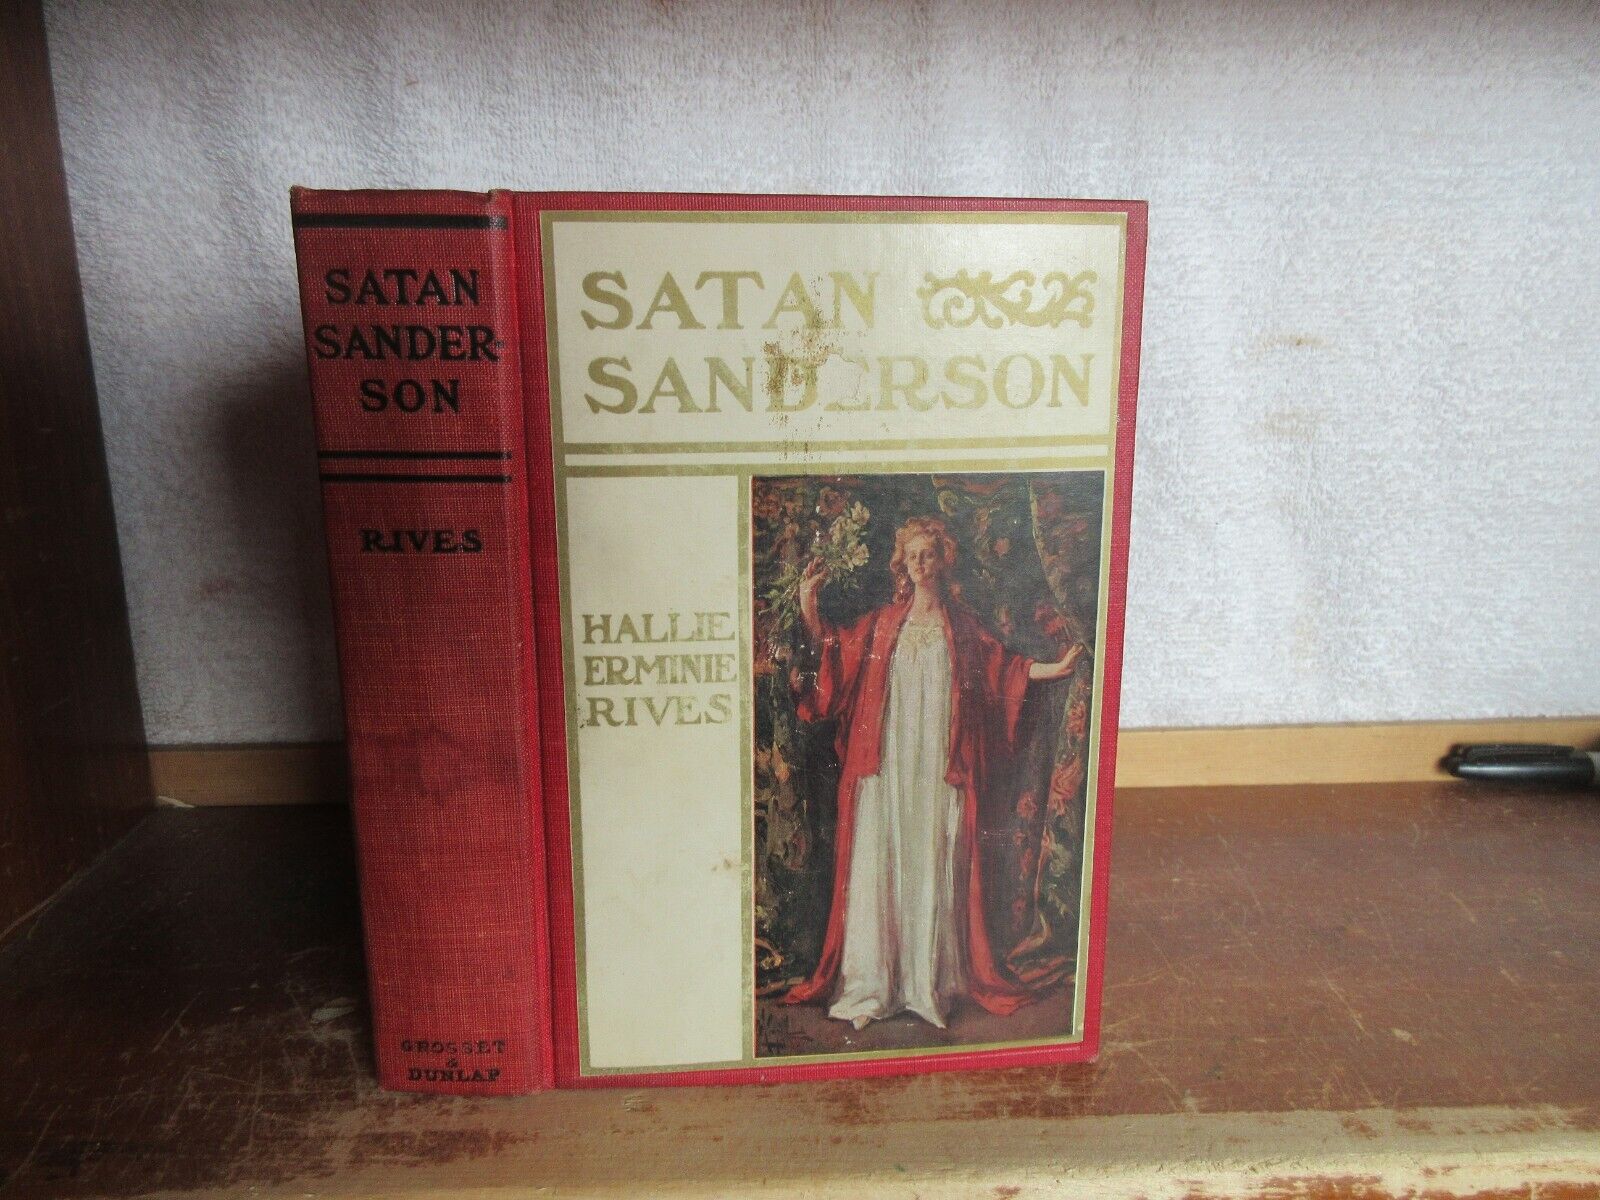 SATAN
SANDER-
SON
RIVES
GROSSET
&
DUNLAP
SATAN
SANDERSON
HALLIE
ERMINIE
RIVES